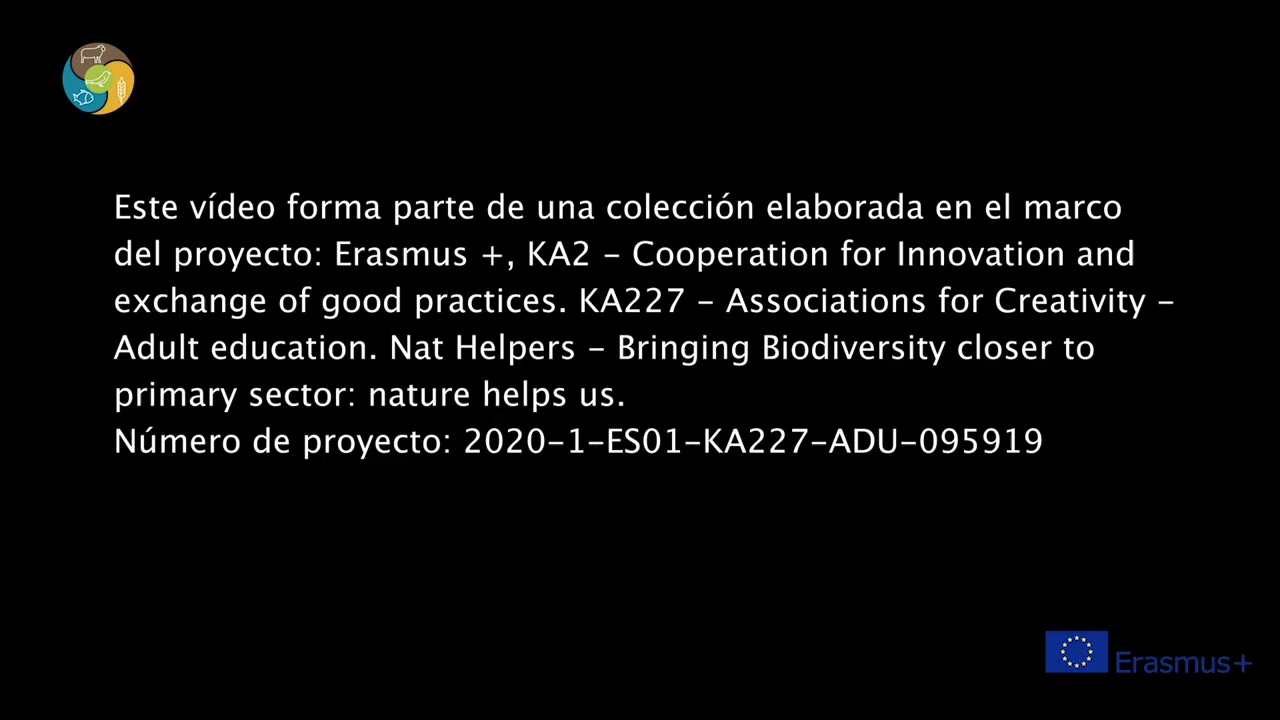 Este vídeo forma parte de una colección elaborada en el marco
del proyecto: Erasmus +, KA2 – Cooperation for Innovation and
exchange of good practices. KA227 – Associations for Creativity –
Adult education. Nat Helpers – Bringing Biodiversity closer to
primary sector: nature helps us.
Número de proyecto: 2020-1-ES01-KA227-ADU-095919
Erasmus+